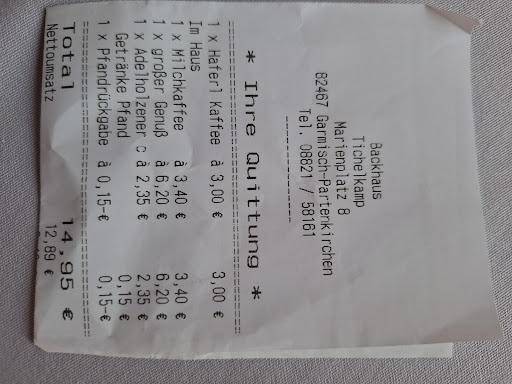 Backhaus
Tichelkamp
Marienplatz 8
82467 Garmisch-Partenkirchen
Tel. 08821 / 58161
* Ihre Quittung *
1 x Haferl Kaffee à 3,00 € 3,00 €
Im Haus
1 x Milchkaffee à 3,40 € 3,40 €
1 x großer Genuß à 6,20 € 6,20 €
1 x Adelholzener c à 2,35 € 2,35 €
Getränke Pfand 0,15 €
1 x Pfandrückgabe à 0,15-€ 0,15-€
Total 14,95 €
Nettoumsatz 12,89 €